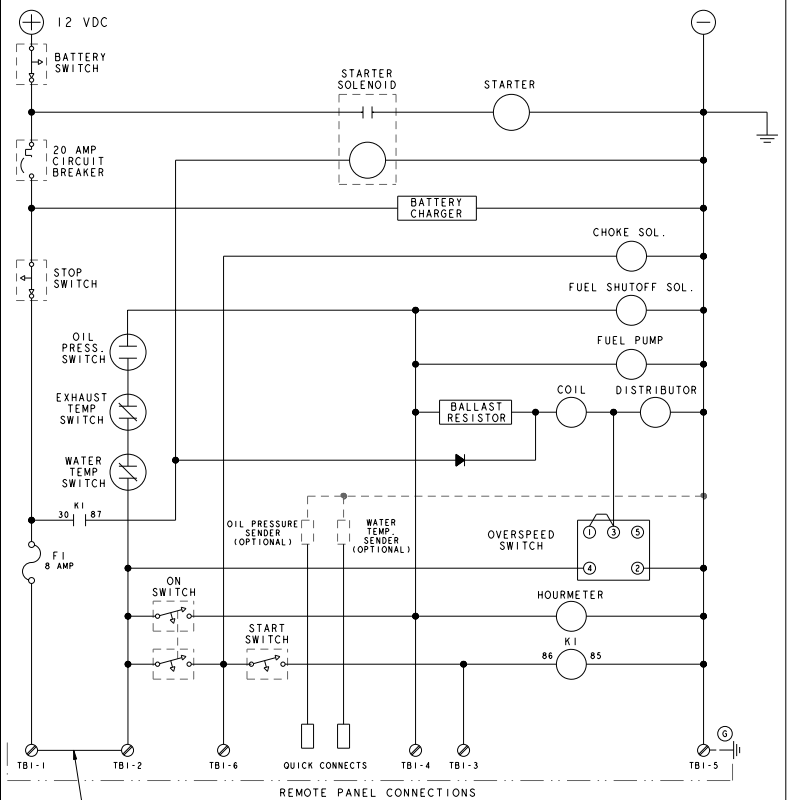 + 12 VDC
−
BATTERY
SWITCH
STARTER
SOLENOID
STARTER
20 AMP
CIRCUIT
BREAKER
BATTERY
CHARGER
CHOKE SOL.
STOP
SWITCH
FUEL SHUTOFF SOL.
OIL
PRESS.
SWITCH
FUEL PUMP
EXHAUST
TEMP
SWITCH
COIL
DISTRIBUTOR
BALLAST
RESISTOR
WATER
TEMP
SWITCH
K1
30 87
OIL PRESSURE
SENDER
(OPTIONAL)
WATER
TEMP.
SENDER
(OPTIONAL)
OVERSPEED
SWITCH
1 3 5
4 2
F1
8 AMP
ON
SWITCH
HOURMETER
START
SWITCH
K1
86 85
G
TB1-1 TB1-2 TB1-6 QUICK CONNECTS TB1-4 TB1-3 TB1-5
REMOTE PANEL CONNECTIONS